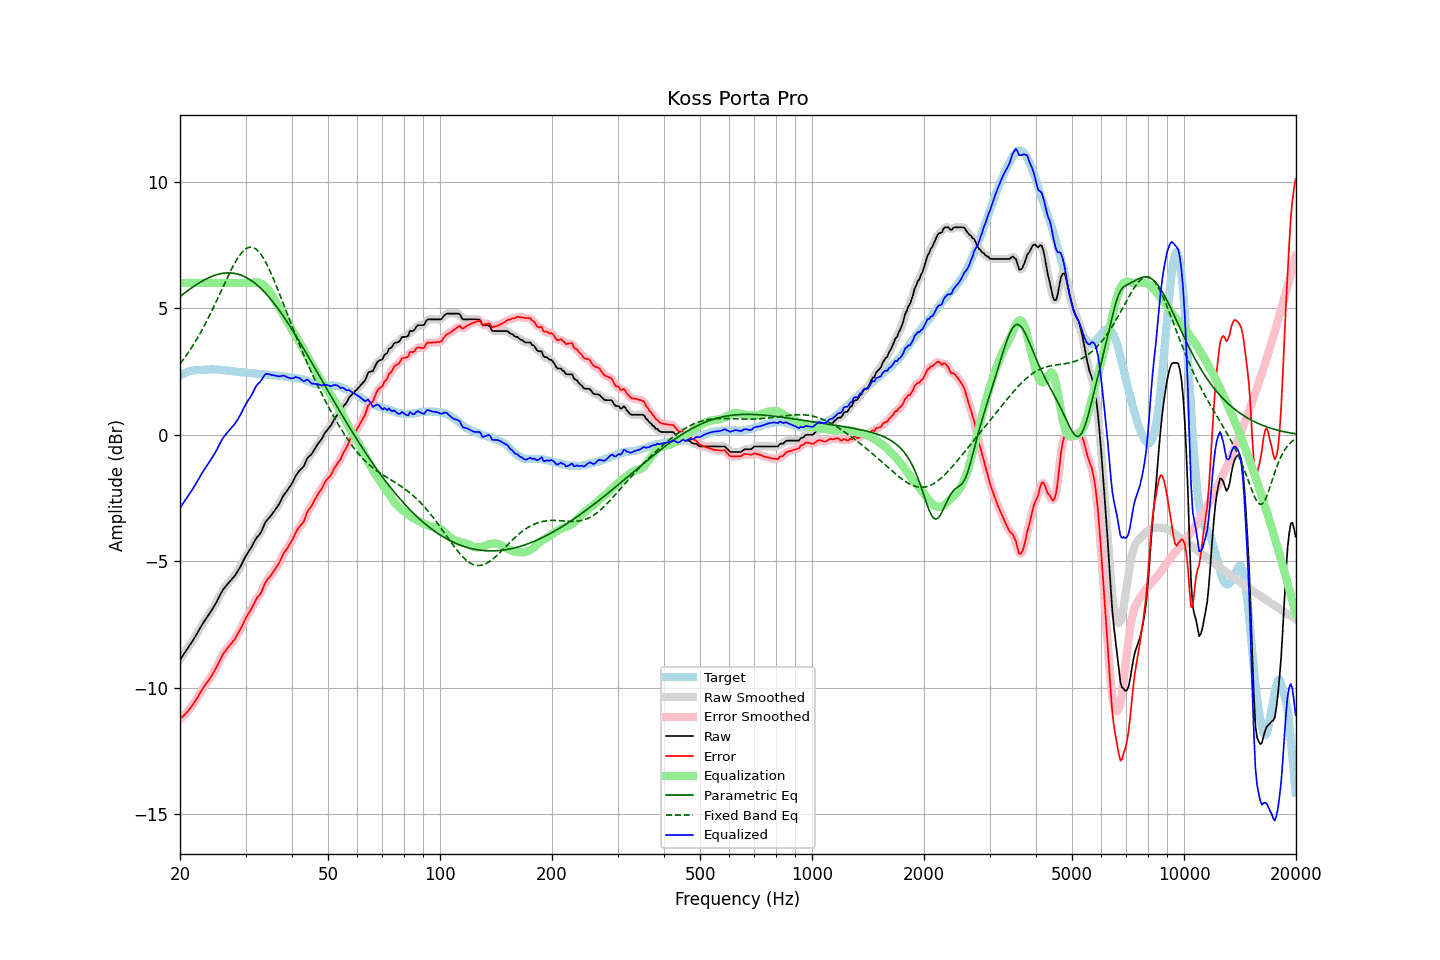 Koss Porta Pro
Amplitude (dBr)
10
5
0
−5
−10
−15
20
50
100
200
500
1000
2000
5000
10000
20000
Frequency (Hz)
Target
Raw Smoothed
Error Smoothed
Raw
Error
Equalization
Parametric Eq
Fixed Band Eq
Equalized